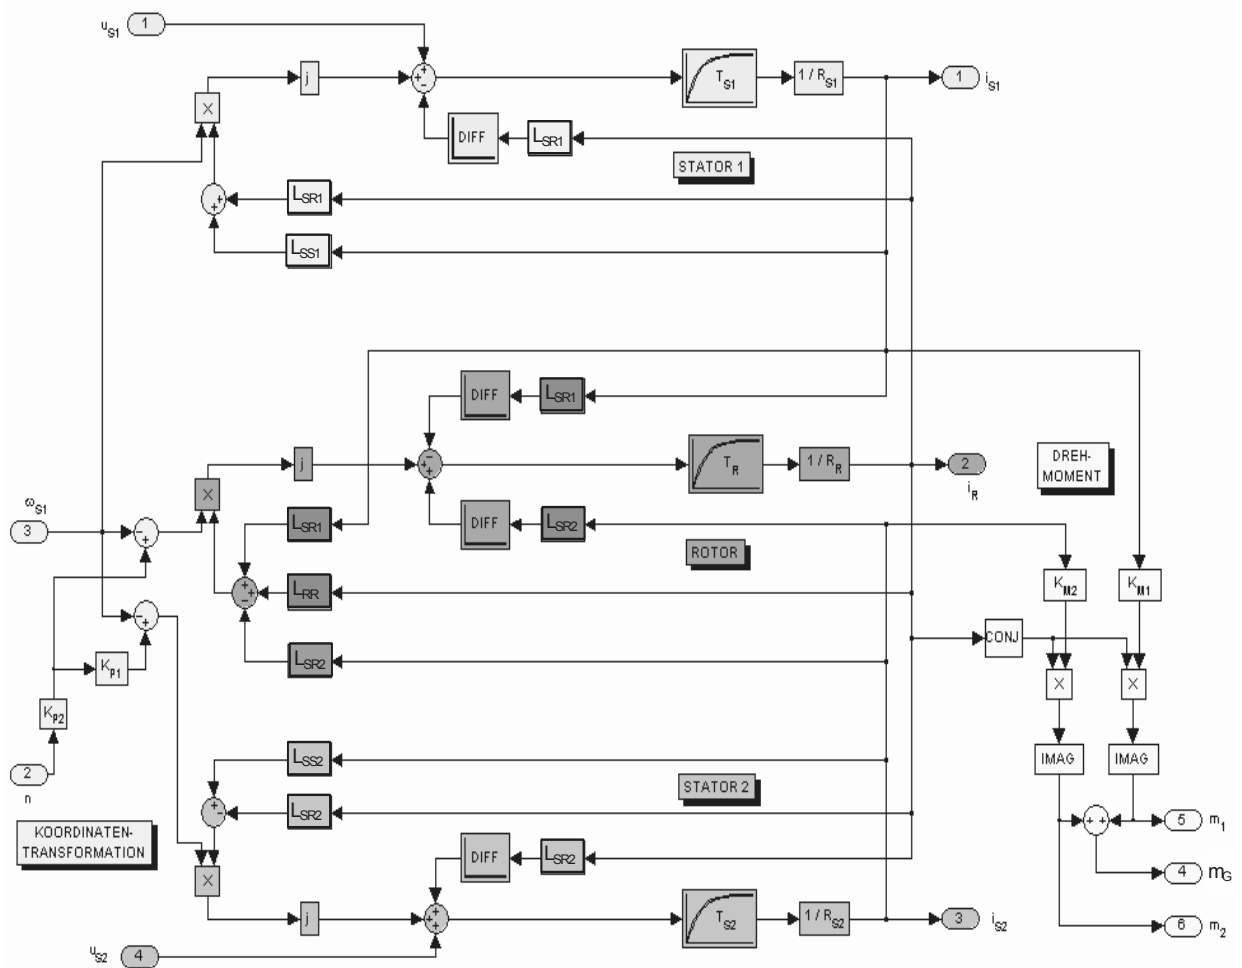 u_S1 1
j
+ + -
T_S1
1 / R_S1
1 i_S1
X
DIFF
L_SR1
STATOR 1
+ +
L_SR1
L_SS1
DIFF
L_SR1
j
- + +
T_R
1 / R_R
2
i_R
DREH-
MOMENT
X
ω_S1
3
- +
L_SR1
DIFF
L_SR2
ROTOR
+ + -
L_RR
K_M2
K_M1
- +
CONJ
K_P1
L_SR2
X
X
K_P2
L_SS2
IMAG
IMAG
2
n
STATOR 2
+ -
L_SR2
+ +
5 m_1
KOORDINATEN-
TRANSFORMATION
DIFF
L_SR2
4 m_G
X
j
+ + +
T_S2
1 / R_S2
3 i_S2
6 m_2
u_S2 4